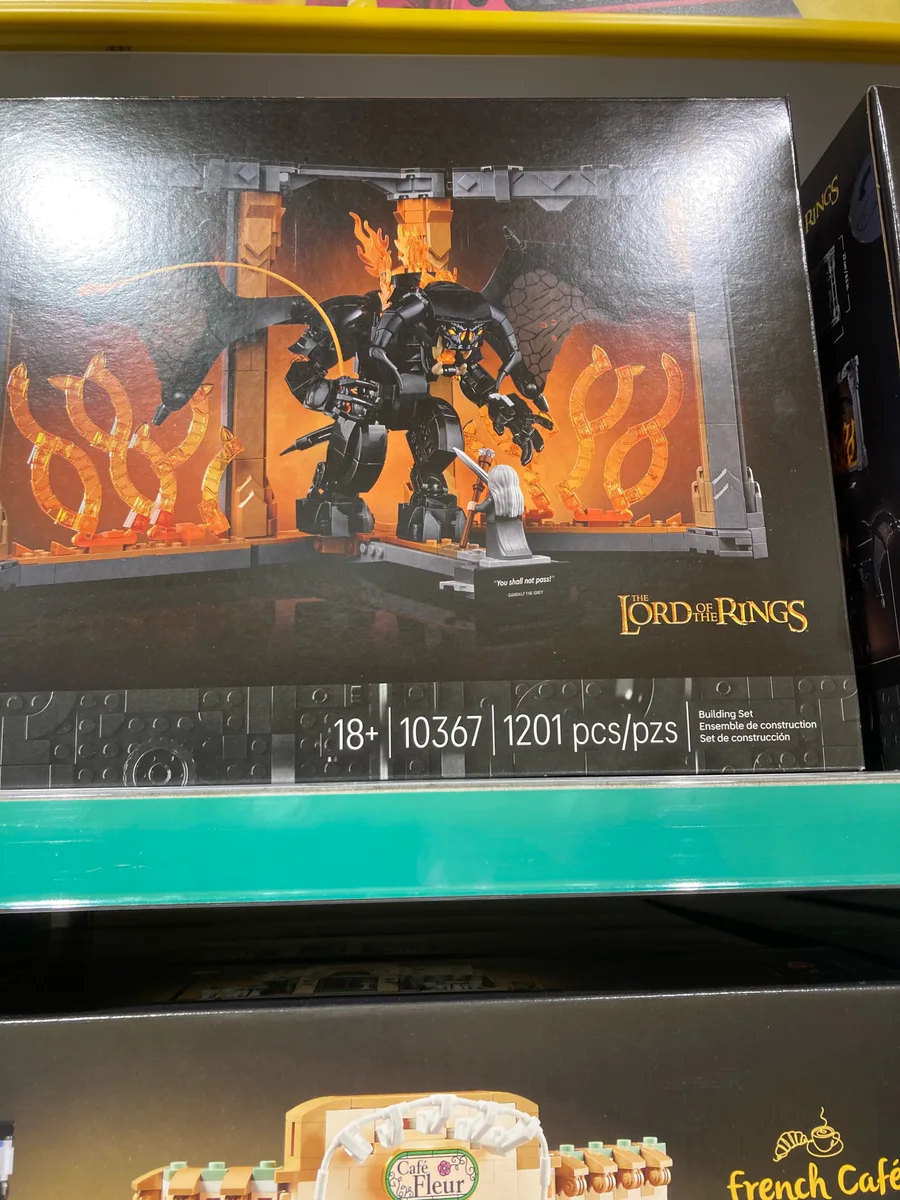 "You shall not pass!"
GANDALF THE GREY
THE LORD OF THE RINGS
RINGS
18+ | 10367 | 1201 pcs/pzs
Building Set
Ensemble de construction
Set de construcción
Café
Fleur
French Café